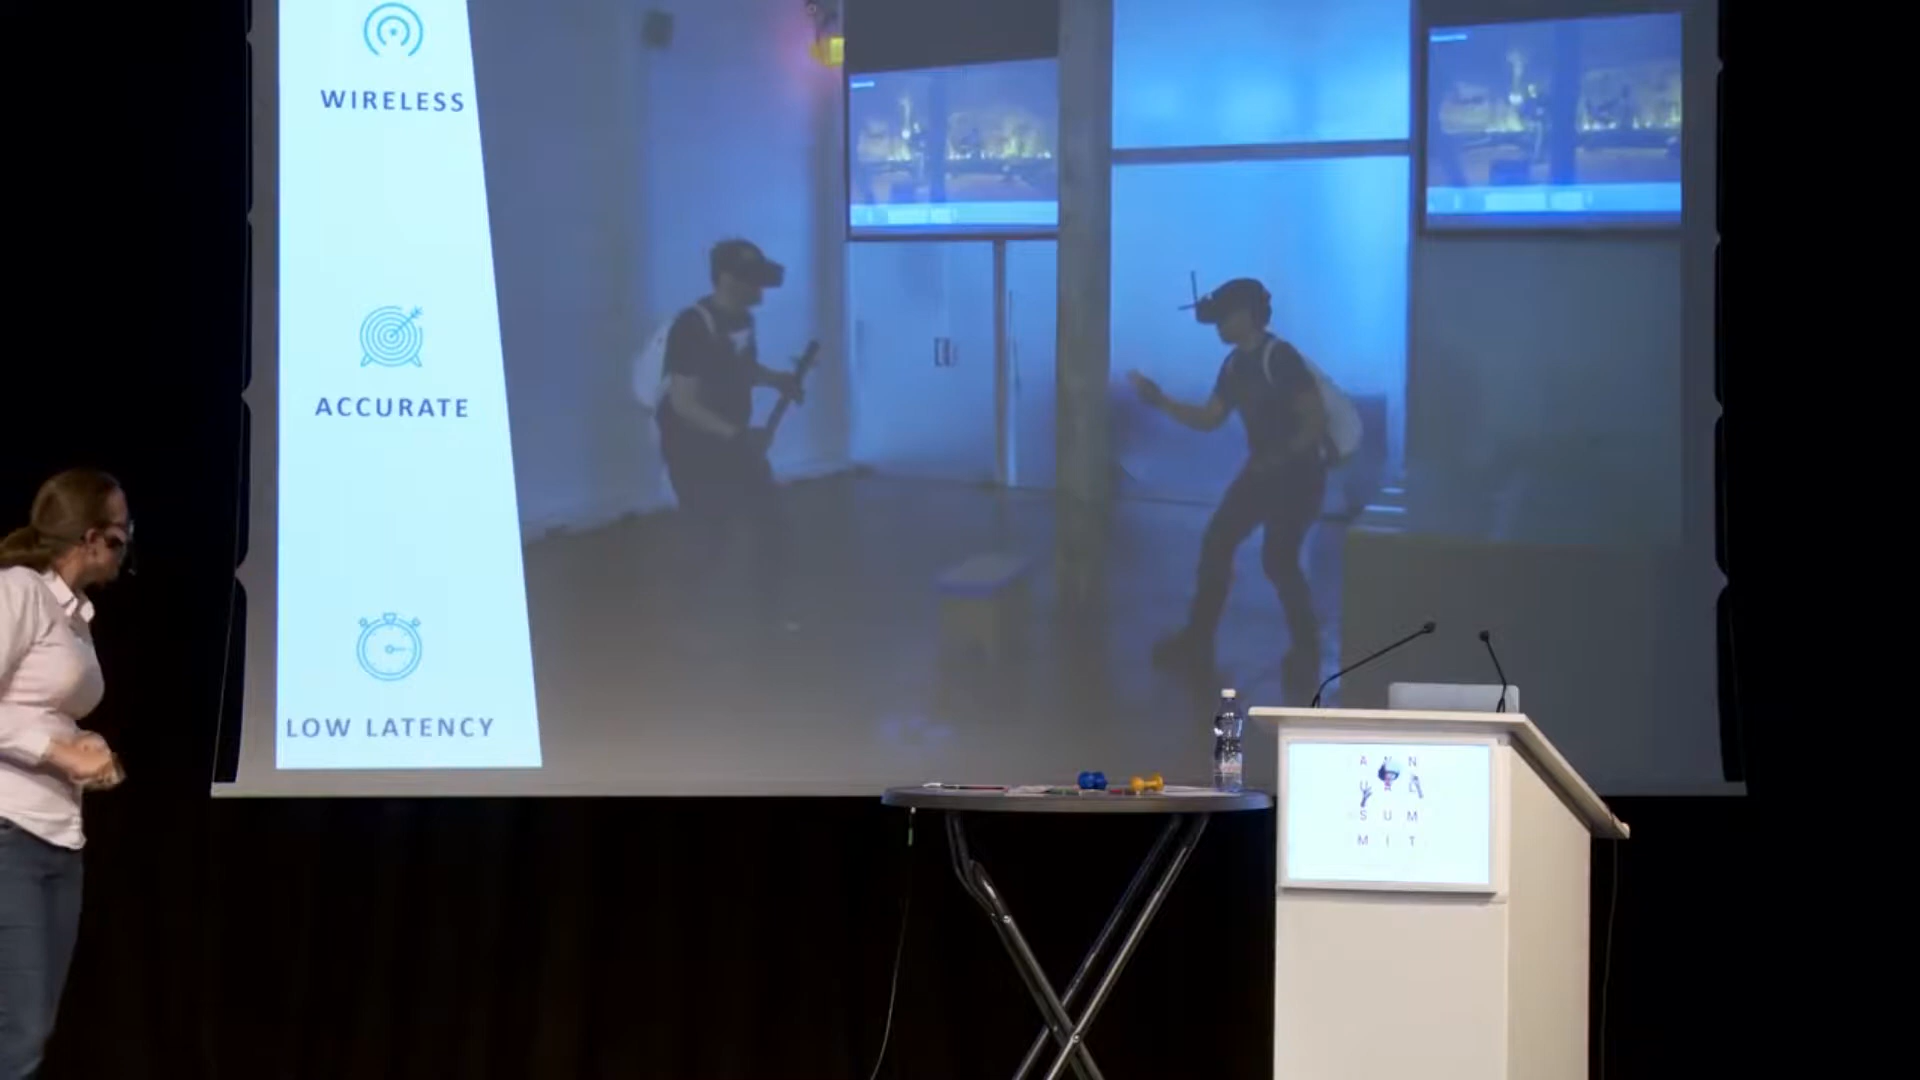 WIRELESS
ACCURATE
LOW LATENCY
A N N
U A L
S U M
M I T